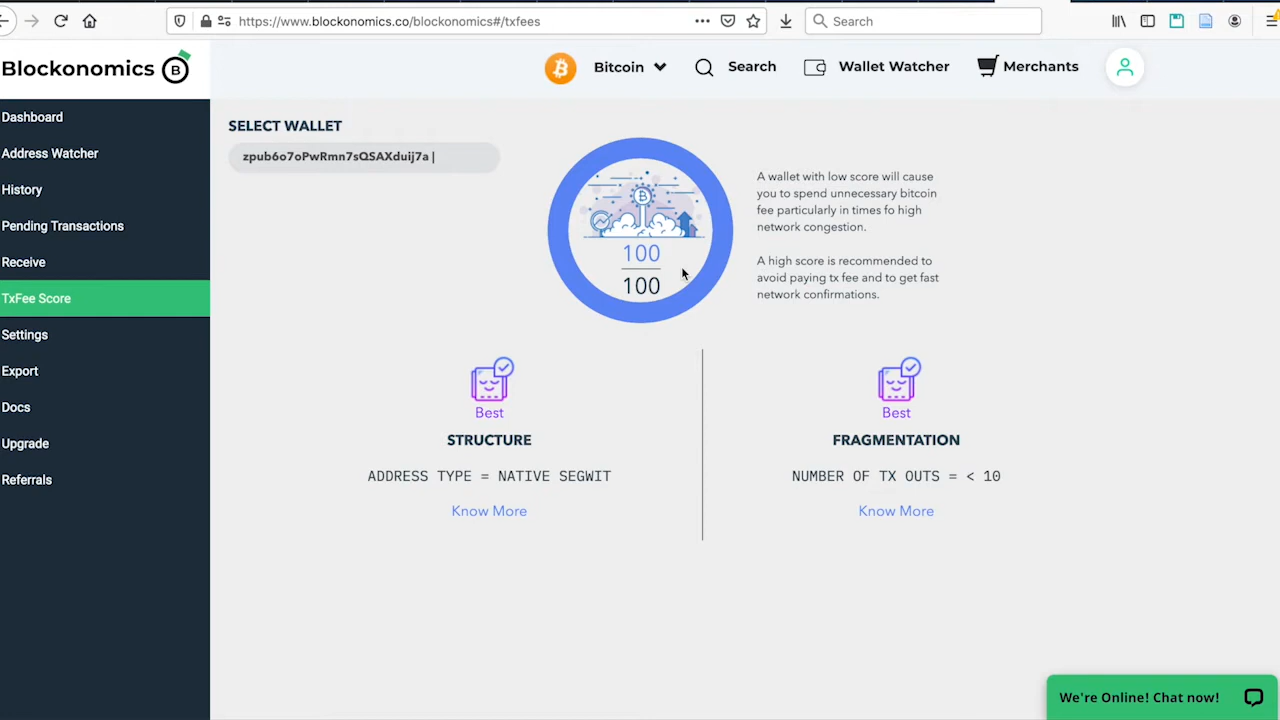 https://www.blockonomics.co/blockonomics#/txfees
Search
Blockonomics B
Bitcoin
Search
Wallet Watcher
Merchants
Dashboard
Address Watcher
History
Pending Transactions
Receive
TxFee Score
Settings
Export
Docs
Upgrade
Referrals
SELECT WALLET
zpub6o7oPwRmn7sQSAXduij7a |
100
100
A wallet with low score will cause
you to spend unnecessary bitcoin
fee particularly in times fo high
network congestion.
A high score is recommended to
avoid paying tx fee and to get fast
network confirmations.
Best
STRUCTURE
ADDRESS TYPE = NATIVE SEGWIT
Know More
Best
FRAGMENTATION
NUMBER OF TX OUTS = < 10
Know More
We're Online! Chat now!